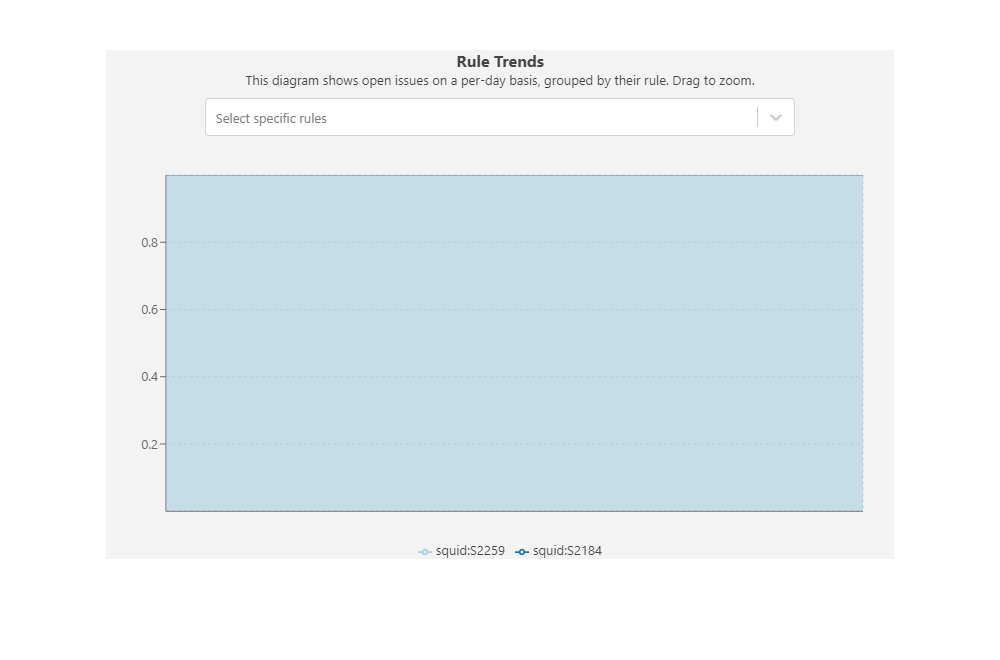 Rule Trends
This diagram shows open issues on a per-day basis, grouped by their rule. Drag to zoom.
Select specific rules
0.8
0.6
0.4
0.2
squid:S2259 squid:S2184